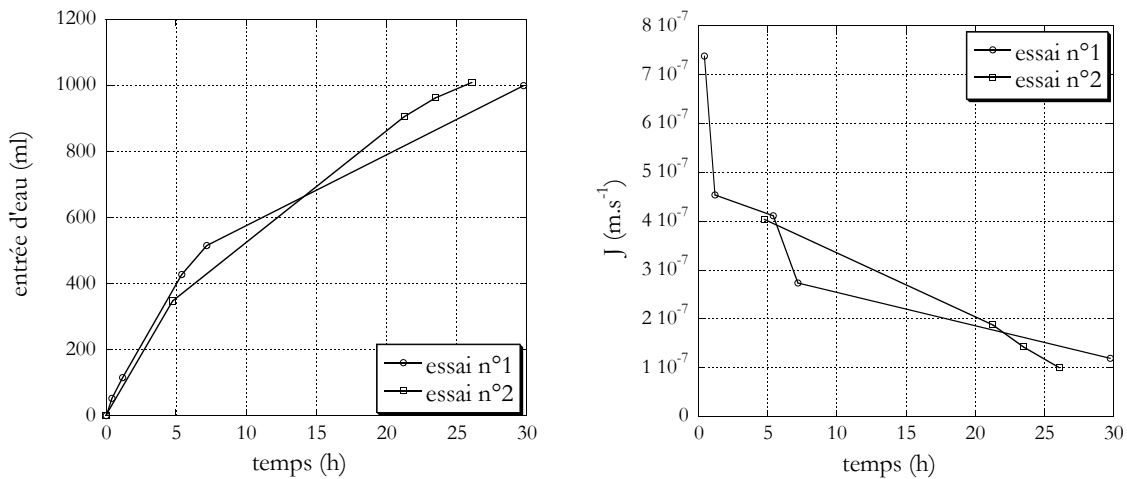 1200
1000
800
600
400
200
0
0 5 10 15 20 25 30
entrée d'eau (ml)
temps (h)
essai n°1
essai n°2
8 10⁻⁷
7 10⁻⁷
6 10⁻⁷
5 10⁻⁷
4 10⁻⁷
3 10⁻⁷
2 10⁻⁷
1 10⁻⁷
0
0 5 10 15 20 25 30
J (m.s⁻¹)
temps (h)
essai n°1
essai n°2